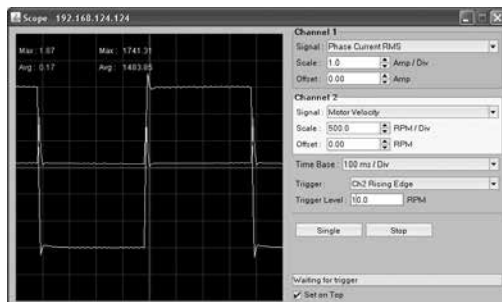 Scope 192.168.124.124
Max : 1.87 Max : 1741.31
Avg : 0.17 Avg : 1483.85
Channel 1
Signal : Phase Current RMS
Scale : 1.0 Amp / Div
Offset : 0.00 Amp
Channel 2
Signal : Motor Velocity
Scale : 500.0 RPM / Div
Offset : 0.00 RPM
Time Base : 100 ms / Div
Trigger : Ch2 Rising Edge
Trigger Level : 10.0 RPM
Single Stop
Waiting for trigger
Set on Top